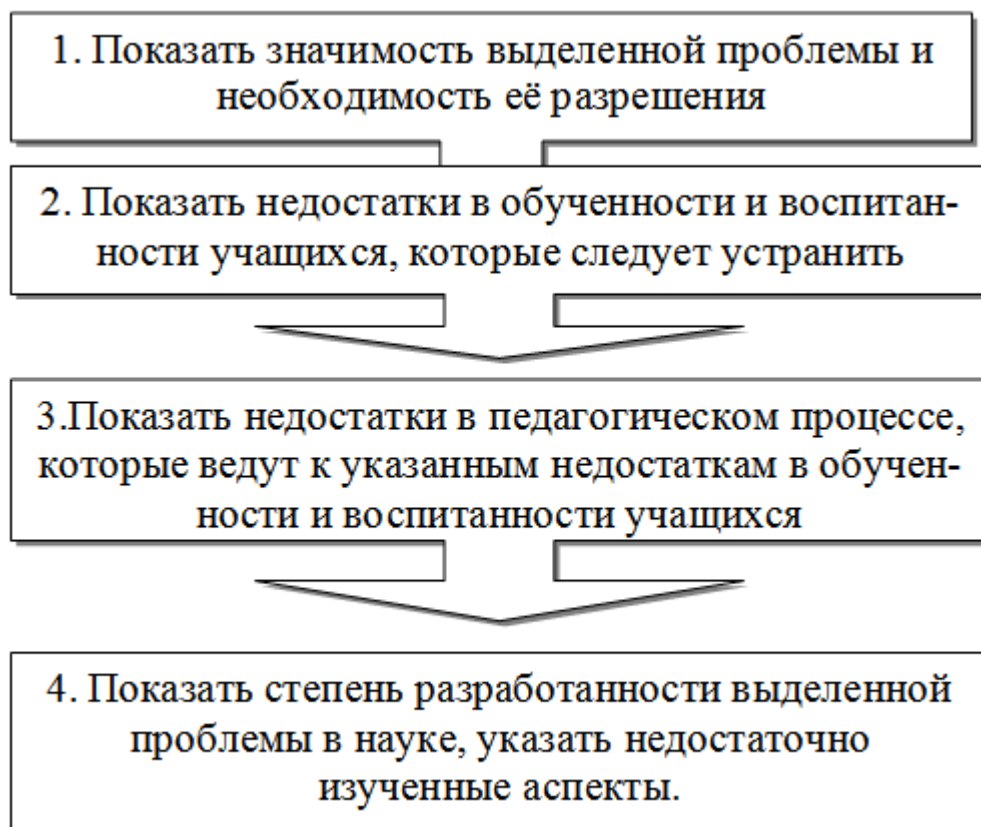 1. Показать значимость выделенной проблемы и
необходимость её разрешения
2. Показать недостатки в обученности и воспитан-
ности учащихся, которые следует устранить
3.Показать недостатки в педагогическом процессе,
которые ведут к указанным недостаткам в обучен-
ности и воспитанности учащихся
4. Показать степень разработанности выделенной
проблемы в науке, указать недостаточно
изученные аспекты.